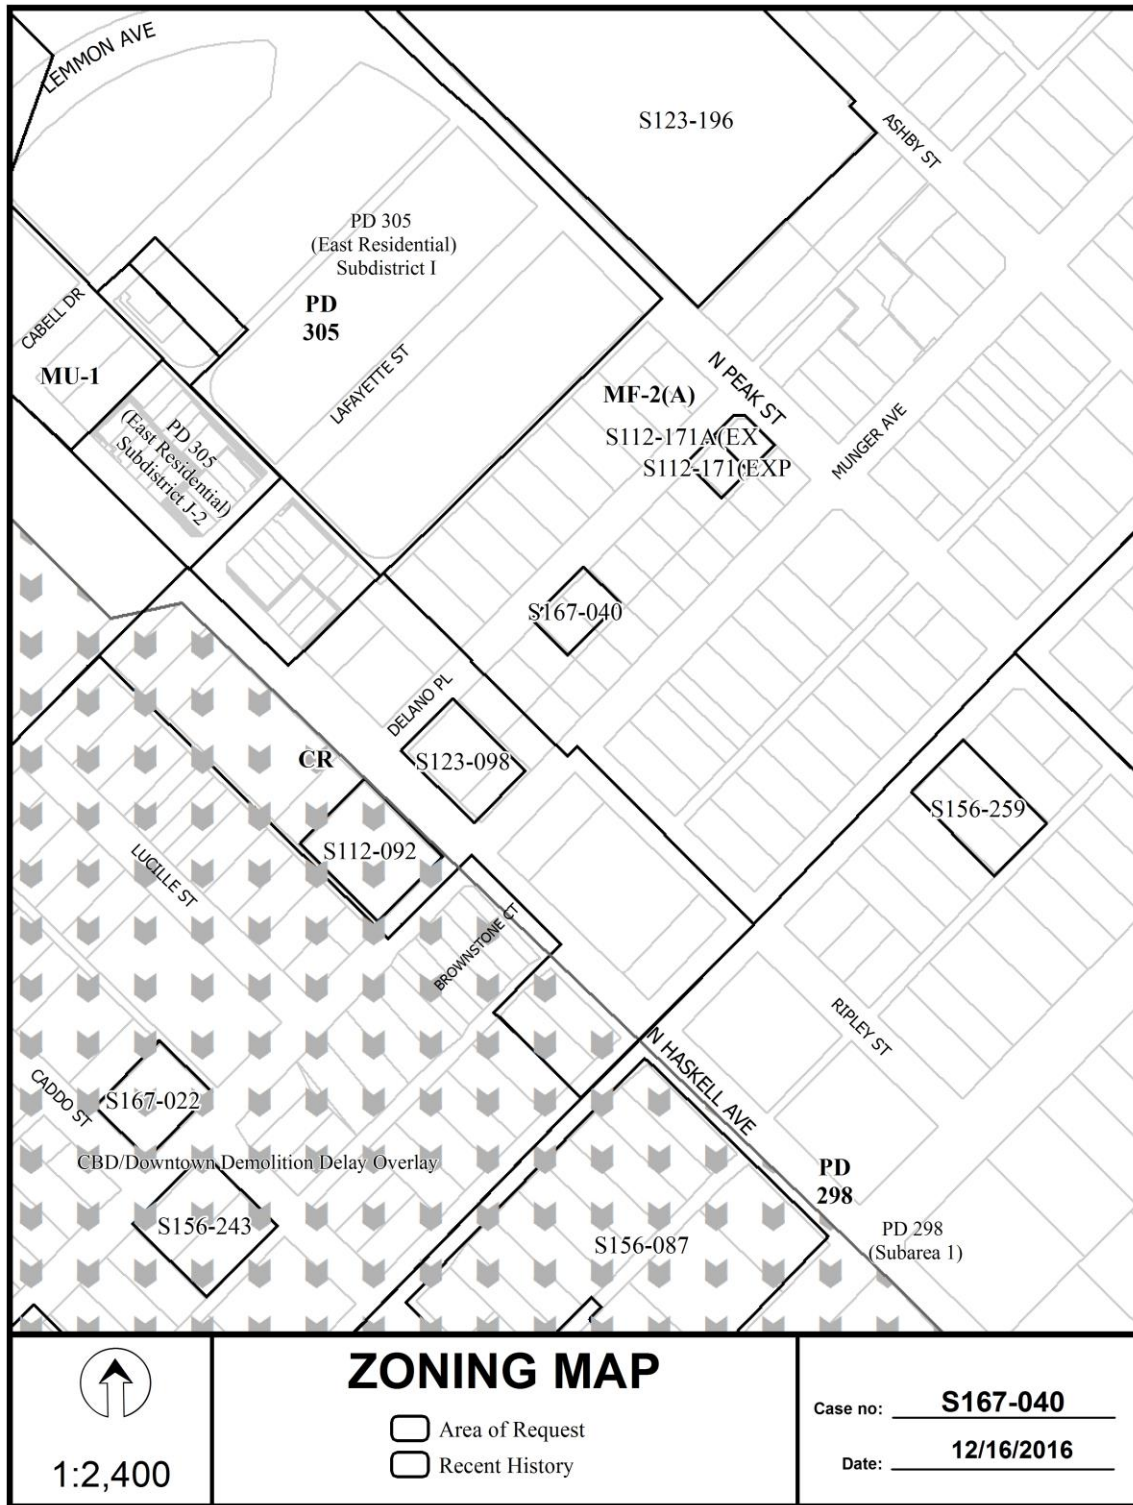 LEMMON AVE
S123-196
ASHBY ST
PD 305
(East Residential)
Subdistrict I
PD
305
CABELL DR
MU-1
LAFAYETTE ST
N PEAK ST
MF-2(A)
PD 305
(East Residential)
Subdistrict J-2
S112-171A(EX
S112-171(EXP
MUNGER AVE
S167-040
DELANO PL
CR
S123-098
S156-259
S112-092
LUCILLE ST
BROWNSTONE CT
RIPLEY ST
N HASKELL AVE
CADDO ST
S167-022
CBD/Downtown Demolition Delay Overlay
PD
298
S156-243
S156-087
PD 298
(Subarea 1)
1:2,400
ZONING MAP
Area of Request
Recent History
Case no: S167-040
Date: 12/16/2016